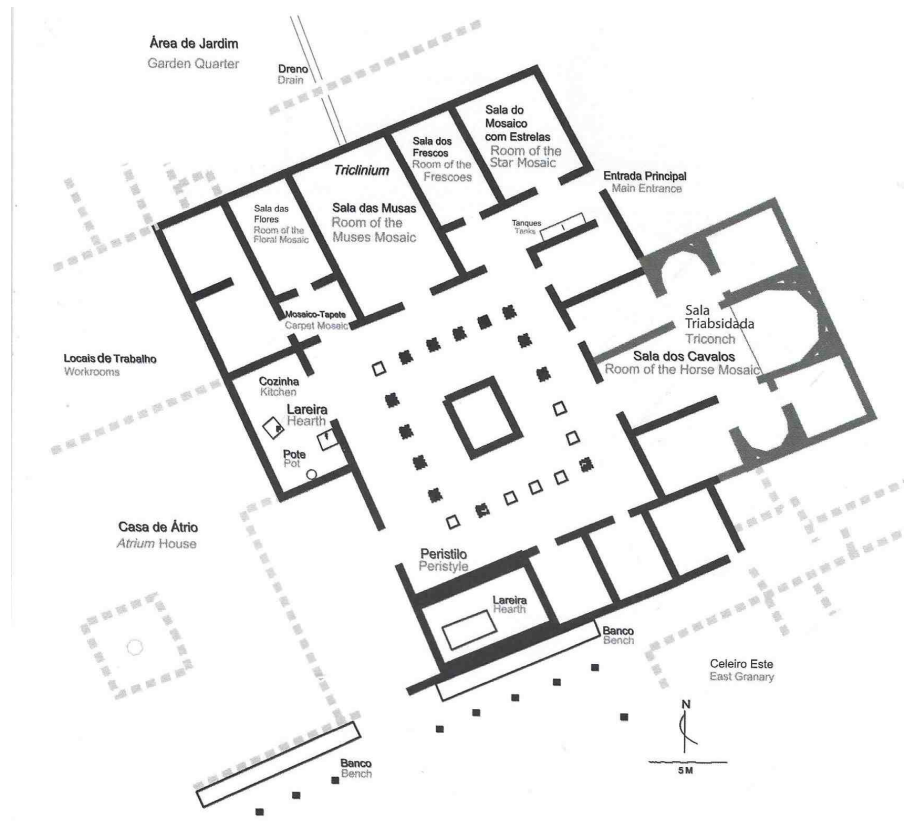 Área de Jardim
Garden Quarter
Dreno
Drain
Sala do
Mosaico
com Estrelas
Room of the
Star Mosaic
Sala dos
Frescos
Room of the
Frescoes
Triclinium
Sala das Musas
Room of the
Muses Mosaic
Sala das
Flores
Room of the
Floral Mosaic
Entrada Principal
Main Entrance
Tanques
Tanks
Mosaico-Tapete
Carpet Mosaic
Sala
Triabsidada
Triconch
Sala dos Cavalos
Room of the Horse Mosaic
Locais de Trabalho
Workrooms
Cozinha
Kitchen
Lareira
Hearth
Pote
Pot
Casa de Átrio
Atrium House
Peristilo
Peristyle
Lareira
Hearth
Banco
Bench
Celeiro Este
East Granary
N
5 M
Banco
Bench